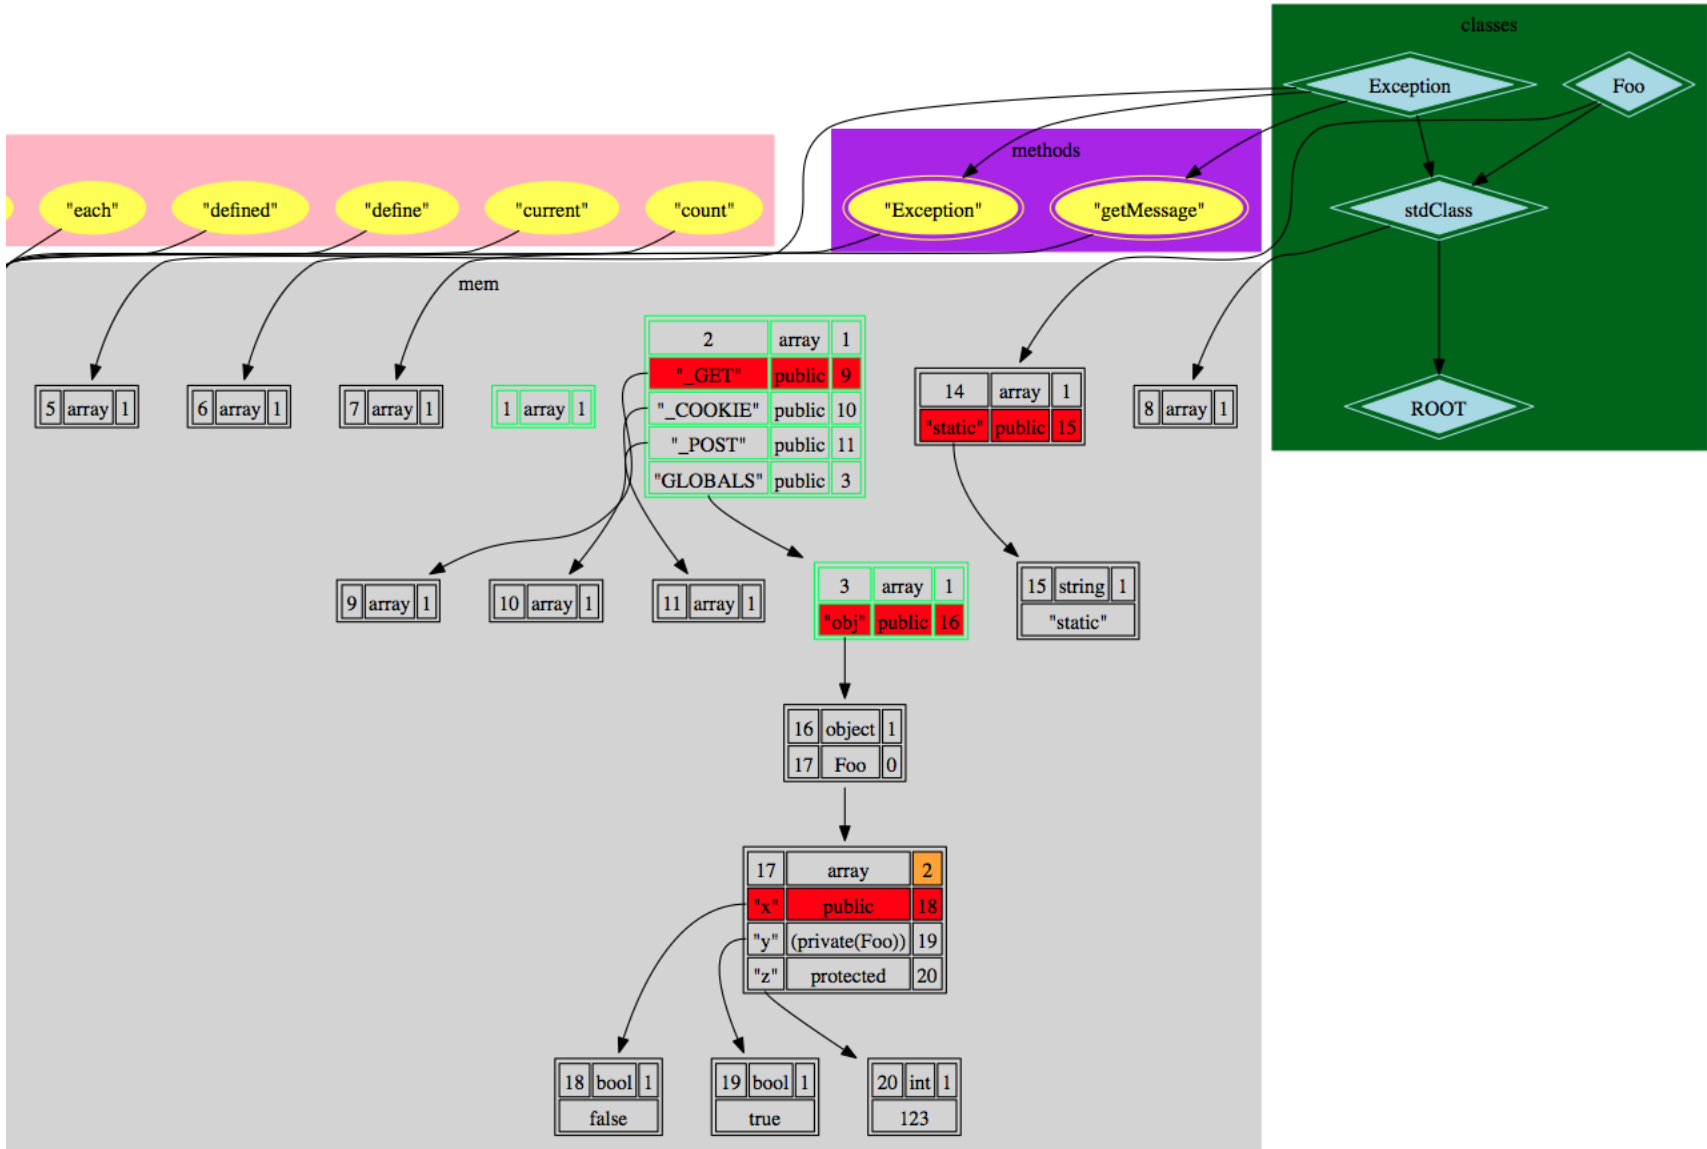 classes
Exception
Foo
methods
"each"
"defined"
"define"
"current"
"count"
"Exception"
"getMessage"
stdClass
mem
2 array 1
"_GET" public 9
"_COOKIE" public 10
"_POST" public 11
"GLOBALS" public 3
5 array 1
6 array 1
7 array 1
1 array 1
14 array 1
"static" public 15
8 array 1
ROOT
9 array 1
10 array 1
11 array 1
3 array 1
"obj" public 16
15 string 1
"static"
16 object 1
17 Foo 0
17 array 2
"x" public 18
"y" (private(Foo)) 19
"z" protected 20
18 bool 1
false
19 bool 1
true
20 int 1
123